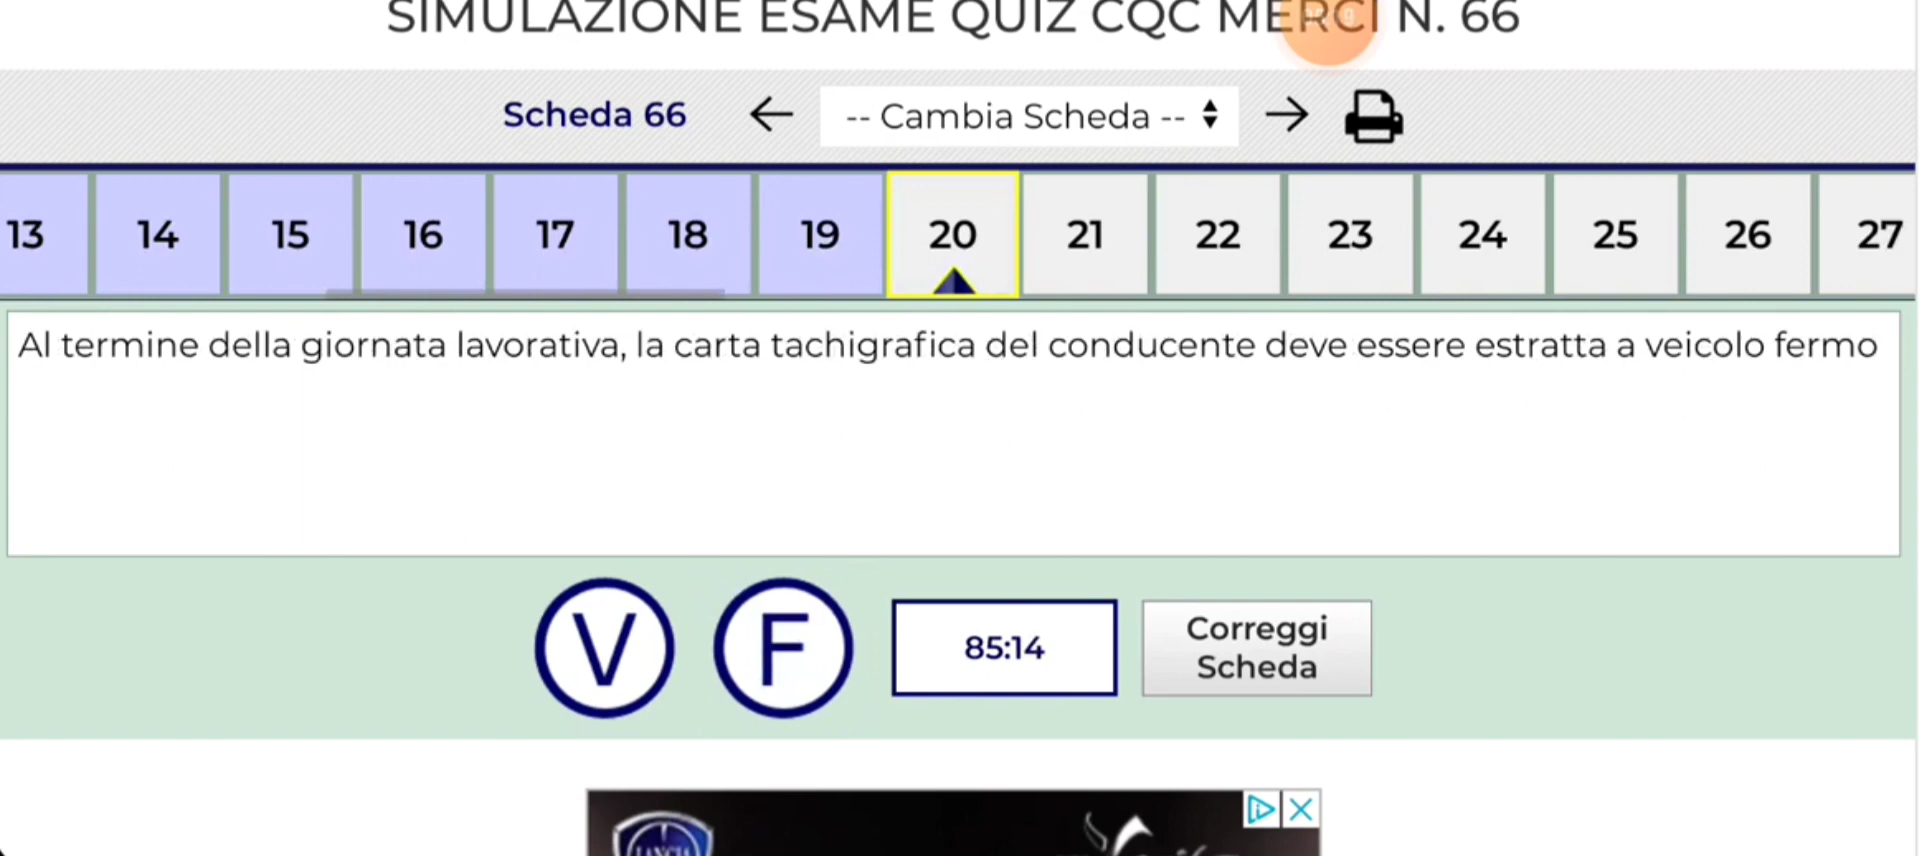 SIMULAZIONE ESAME QUIZ CQC MERCI N. 66
Scheda 66
-- Cambia Scheda --
13 14 15 16 17 18 19 20 21 22 23 24 25 26 27
Al termine della giornata lavorativa, la carta tachigrafica del conducente deve essere estratta a veicolo fermo
V F 85:14 Correggi
Scheda
LANCIA